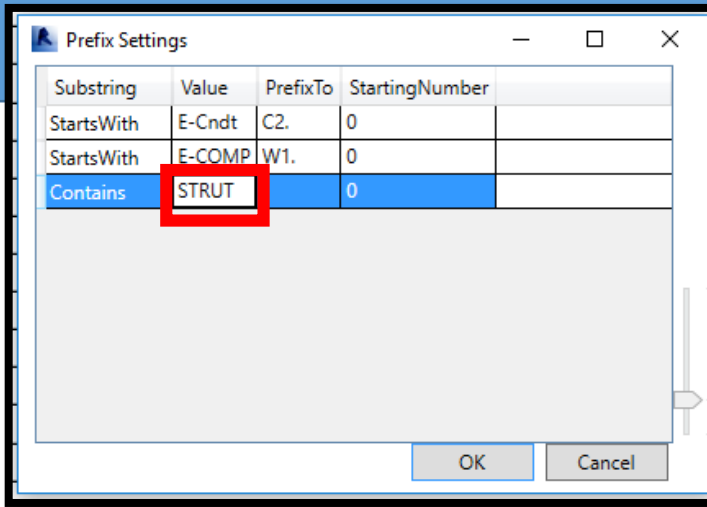 Prefix Settings
Substring Value PrefixTo StartingNumber
StartsWith E-Cndt C2. 0
StartsWith E-COMP W1. 0
Contains STRUT 0
OK Cancel